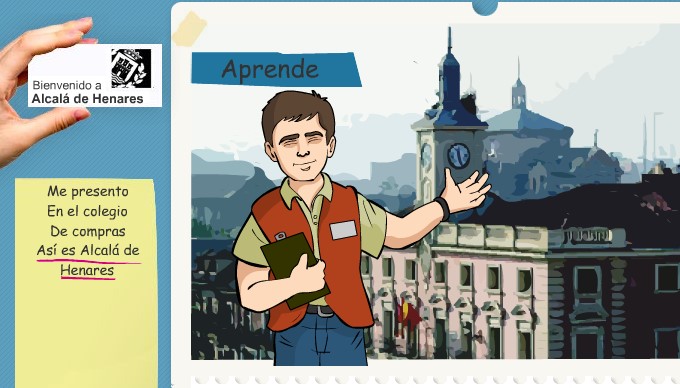 Bienvenido a
Alcalá de Henares
Aprende
Me presento
En el colegio
De compras
Así es Alcalá de
Henares